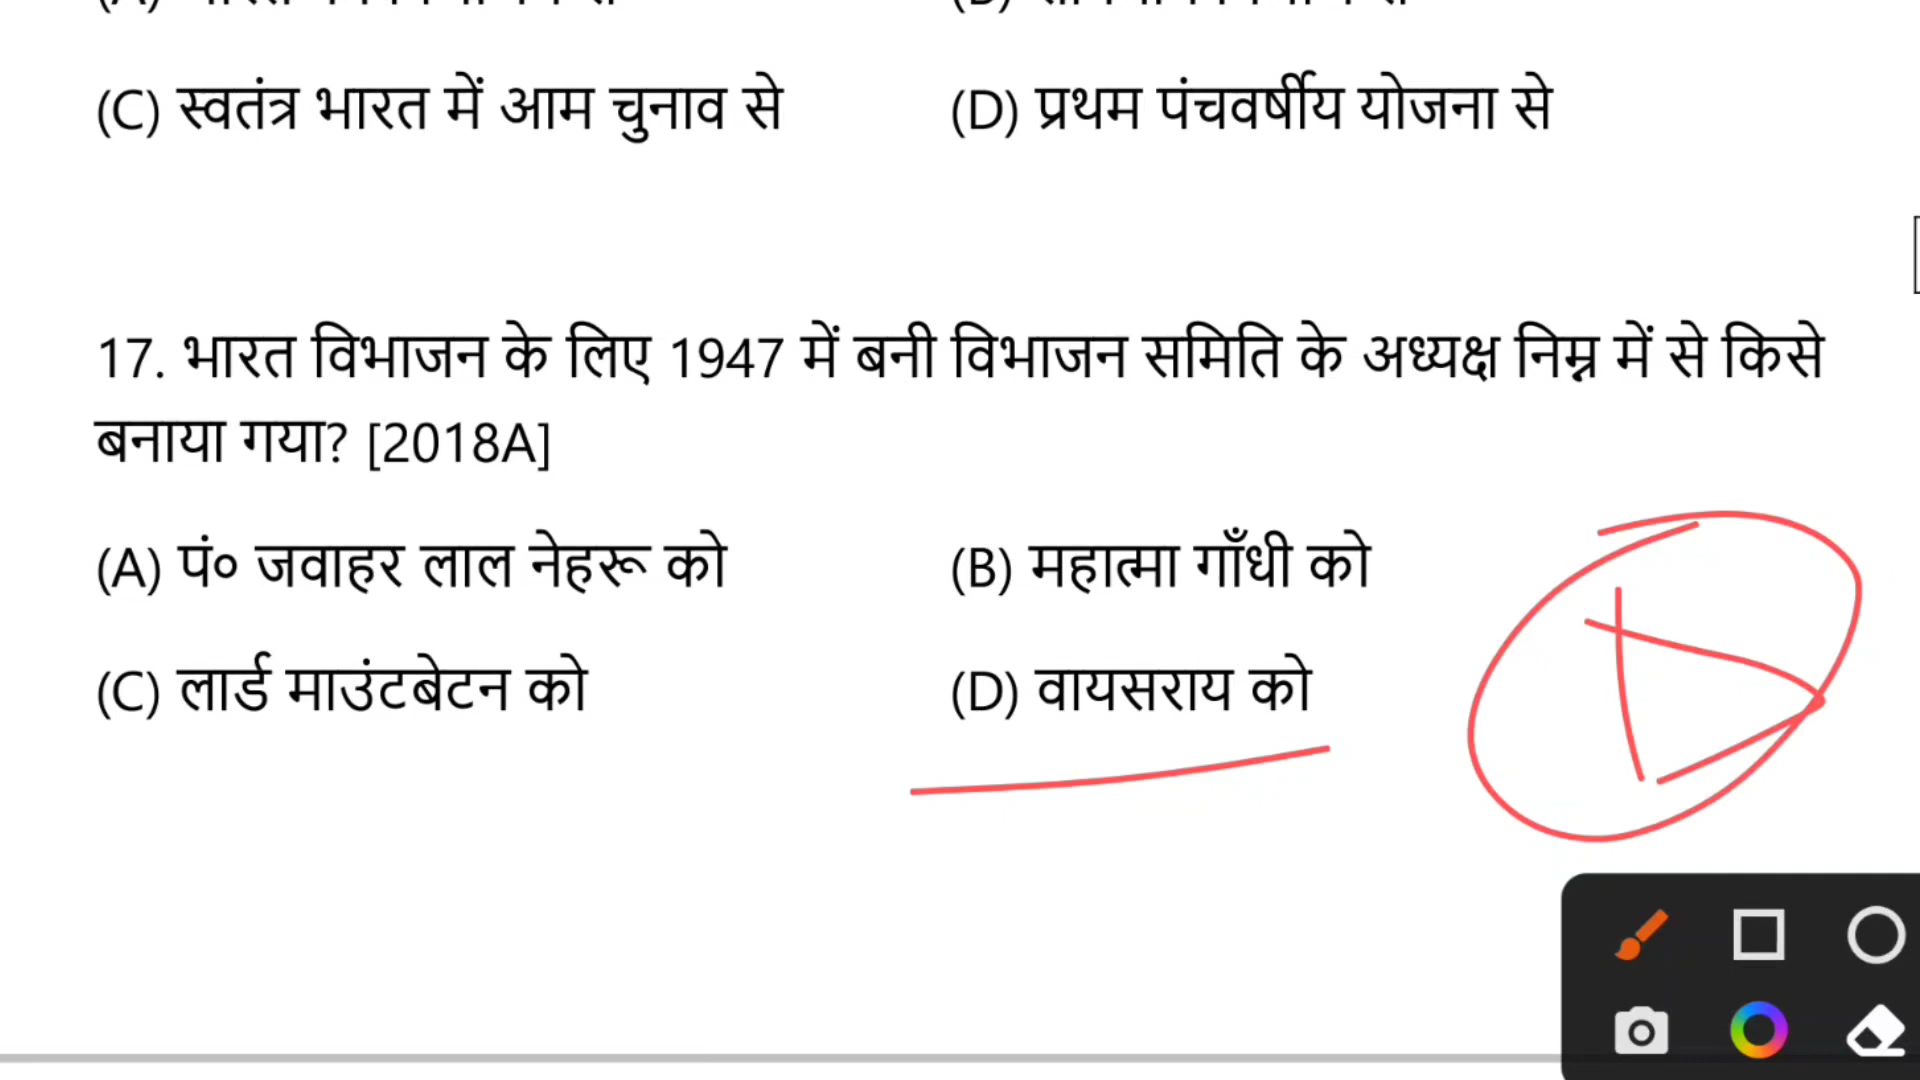 (C) स्वतंत्र भारत में आम चुनाव से (D) प्रथम पंचवर्षीय योजना से
17. भारत विभाजन के लिए 1947 में बनी विभाजन समिति के अध्यक्ष निम्न में से किसे
बनाया गया? [2018A]
(A) पं० जवाहर लाल नेहरू को (B) महात्मा गाँधी को
(C) लार्ड माउंटबेटन को (D) वायसराय को
D